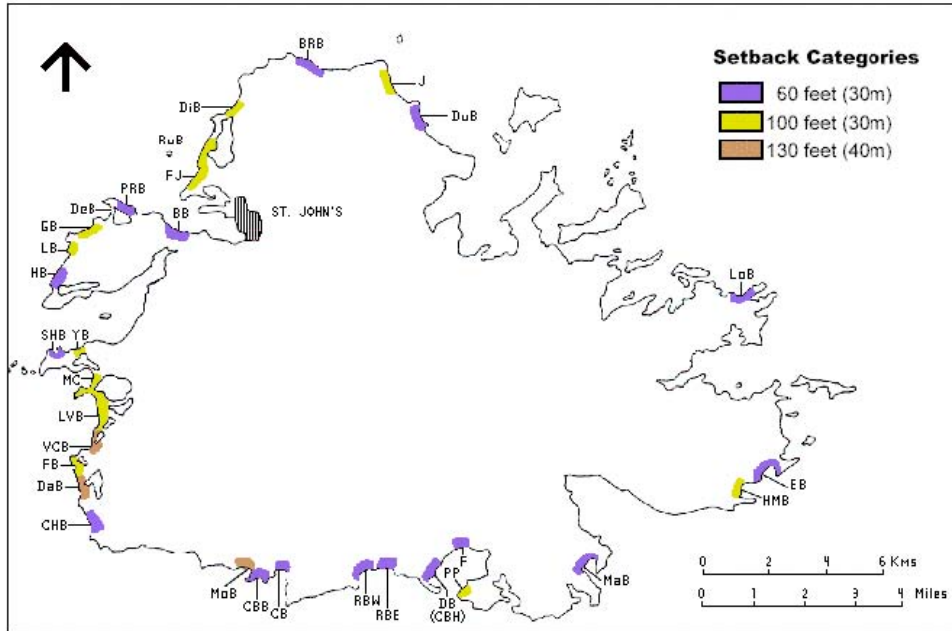 BRB
Setback Categories
J
60 feet (30m)
DiB
DuB
100 feet (30m)
RuB
130 feet (40m)
FJ
PRB
DeB
BB
ST. JOHN'S
GB
LB
HB
LoB
SHB YB
MC
LVB
VCB
FB
DaB
EB
HMB
CHB
F
PP
MoB
CBB
CB
RBW
RBE
DB
(CBH)
MaB
0 2 4 6 KMS
0 1 2 3 4 MILES